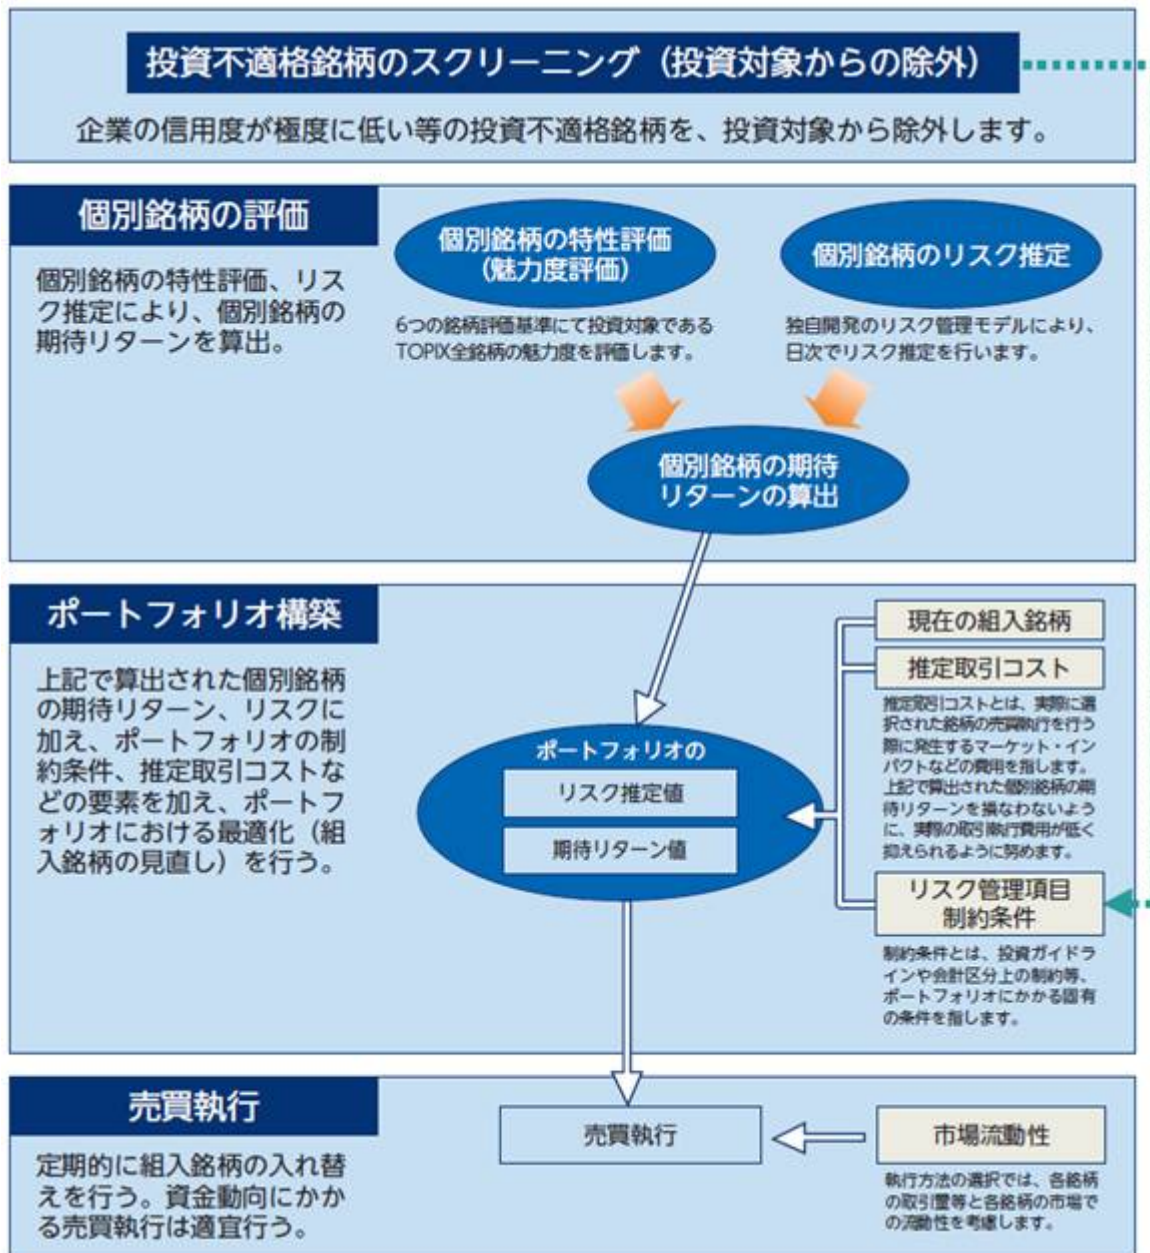 投資不適格銘柄のスクリーニング（投資対象からの除外）
企業の信用度が極度に低い等の投資不適格銘柄を、投資対象から除外します。
個別銘柄の評価
個別銘柄の特性評価、リス
ク推定により、個別銘柄の
期待リターンを算出。
個別銘柄の特性評価
(魅力度評価)
6つの銘柄評価基準にて投資対象である
TOPIX全銘柄の魅力度を評価します。
個別銘柄のリスク推定
独自開発のリスク管理モデルにより、
日次でリスク推定を行います。
個別銘柄の期待
リターンの算出
ポートフォリオ構築
上記で算出された個別銘柄
の期待リターン、リスクに
加え、ポートフォリオの制
約条件、推定取引コストな
どの要素を加え、ポートフ
ォリオにおける最適化（組
入銘柄の見直し）を行う。
ポートフォリオの
リスク推定値
期待リターン値
現在の組入銘柄
推定取引コスト
推定取引コストとは、実際に選
択された銘柄の売買執行を行う
際に発生するマーケット・イン
パクトなどの費用を指します。
上記で算出された個別銘柄の期
待リターンを損なわないよう
に、実際の取引執行費用が低く
抑えられるように努めます。
リスク管理項目
制約条件
制約条件とは、投資ガイドラ
インや会計区分上の制約等、
ポートフォリオにかかる固有
の条件を指します。
売買執行
定期的に組入銘柄の入れ替
えを行う。資金動向にかか
る売買執行は適宜行う。
売買執行
市場流動性
執行方法の選択では、各銘柄
の取引量等と各銘柄の市場で
の流動性を考慮します。